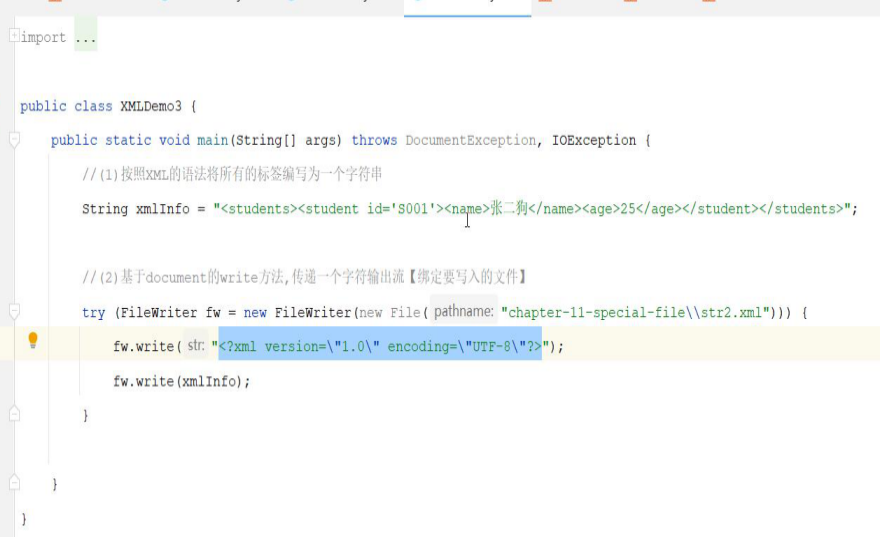 import ...
public class XMLDemo3 {
public static void main(String[] args) throws DocumentException, IOException {
//(1)按照XML的语法将所有的标签编写为一个字符串
String xmlInfo = "<students><student id='S001'><name>张二狗</name><age>25</age></student></students>";
//(2)基于document的write方法,传递一个字符输出流【绑定要写入的文件】
try (FileWriter fw = new FileWriter(new File( pathname: "chapter-11-special-file\\str2.xml"))) {
fw.write( str: "<?xml version=\"1.0\" encoding=\"UTF-8\"?>");
fw.write(xmlInfo);
}
}
}